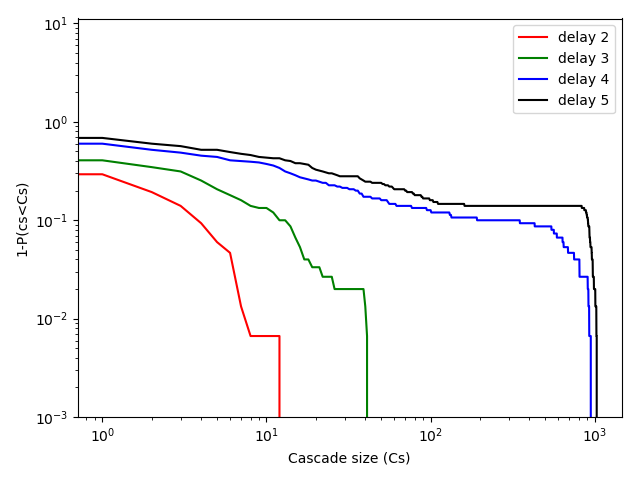 10¹
10⁰
10⁻¹
10⁻²
10⁻³
1-P(cs<Cs)
delay 2
delay 3
delay 4
delay 5
10⁰
10¹
10²
10³
Cascade size (Cs)